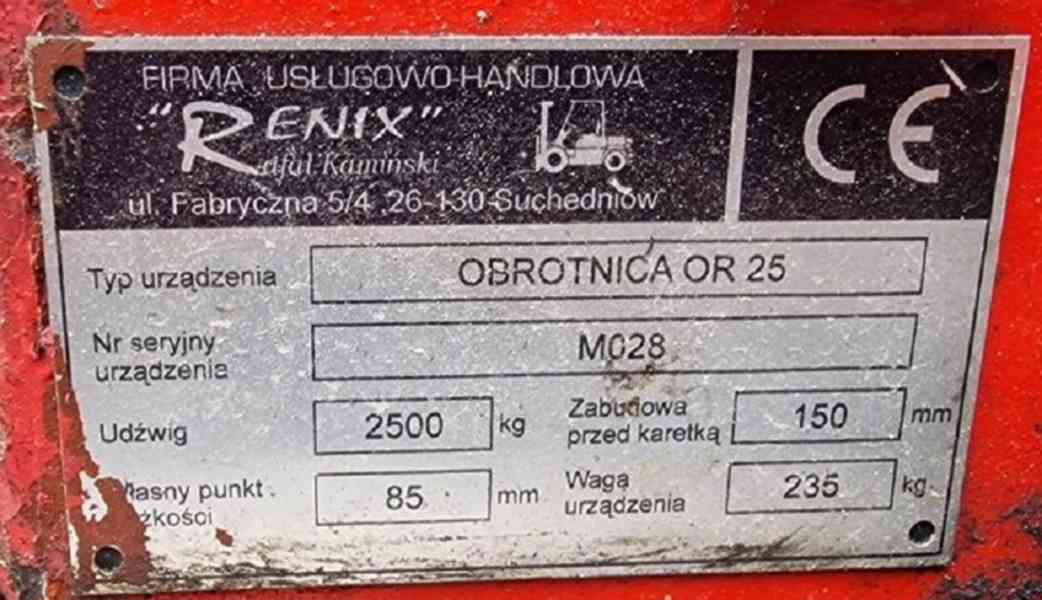 FIRMA USŁUGOWO-HANDLOWA
"RENIX"
Rafał Kamiński
ul. Fabryczna 5/4 26-130 Suchedniów
CE
Typ urządzenia OBROTNICA OR 25
Nr seryjny
urządzenia M028
Udźwig 2500 kg
Zabudowa
przed karetką 150 mm
punkt 85 mm
Waga
urządzenia 235 kg